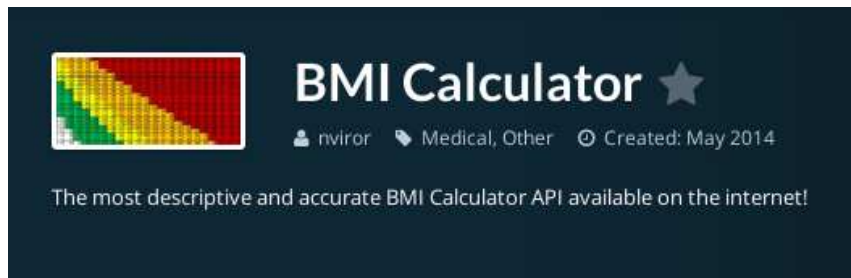 BMI Calculator
nviror Medical, Other Created: May 2014
The most descriptive and accurate BMI Calculator API available on the internet!